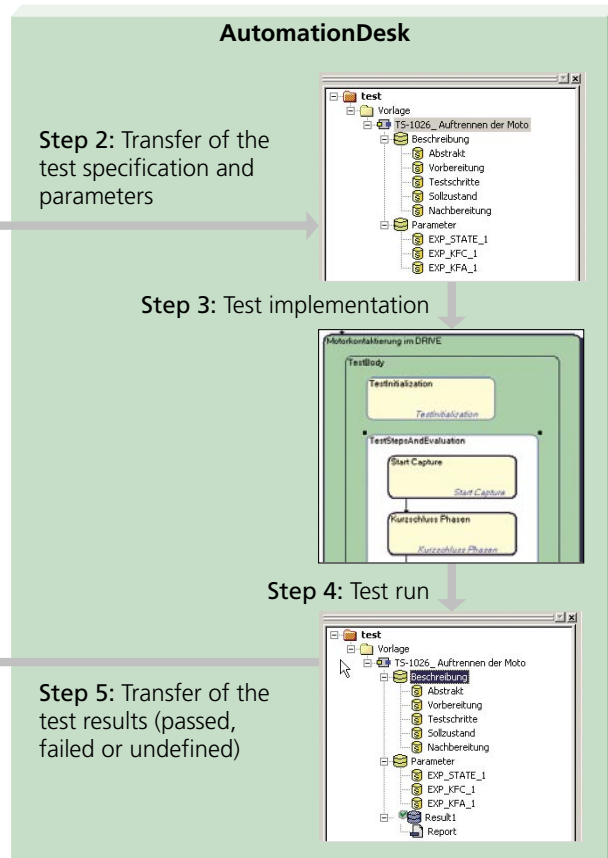 AutomationDesk
test
Vorlage
TS-1026_ Auftrennen der Moto
Beschreibung
Abstrakt
Vorbereitung
Testschritte
Sollzustand
Nachbereitung
Parameter
EXP_STATE_1
EXP_KFC_1
EXP_KFA_1
Step 2: Transfer of the
test specification and
parameters
Step 3: Test implementation
Motorkontaktierung im DRIVE
TestBody
TestInitialization
TestInitialization
TestStepsAndEvaluation
Start Capture
Start Capture
Kurzschluss Phasen
Kurzschluss Phasen
Step 4: Test run
test
Vorlage
TS-1026_ Auftrennen der Moto
Beschreibung
Abstrakt
Vorbereitung
Testschritte
Sollzustand
Nachbereitung
Parameter
EXP_STATE_1
EXP_KFC_1
EXP_KFA_1
Result1
Report
Step 5: Transfer of the
test results (passed,
failed or undefined)